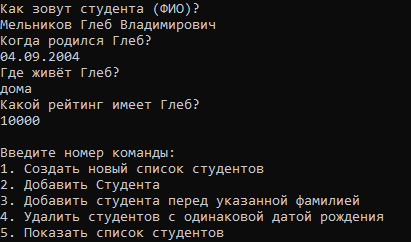 Как зовут студента (ФИО)?
Мельников Глеб Владимирович
Когда родился Глеб?
04.09.2004
Где живёт Глеб?
дома
Какой рейтинг имеет Глеб?
10000
Введите номер команды:
1. Создать новый список студентов
2. Добавить Студента
3. Добавить студента перед указанной фамилией
4. Удалить студентов с одинаковой датой рождения
5. Показать список студентов